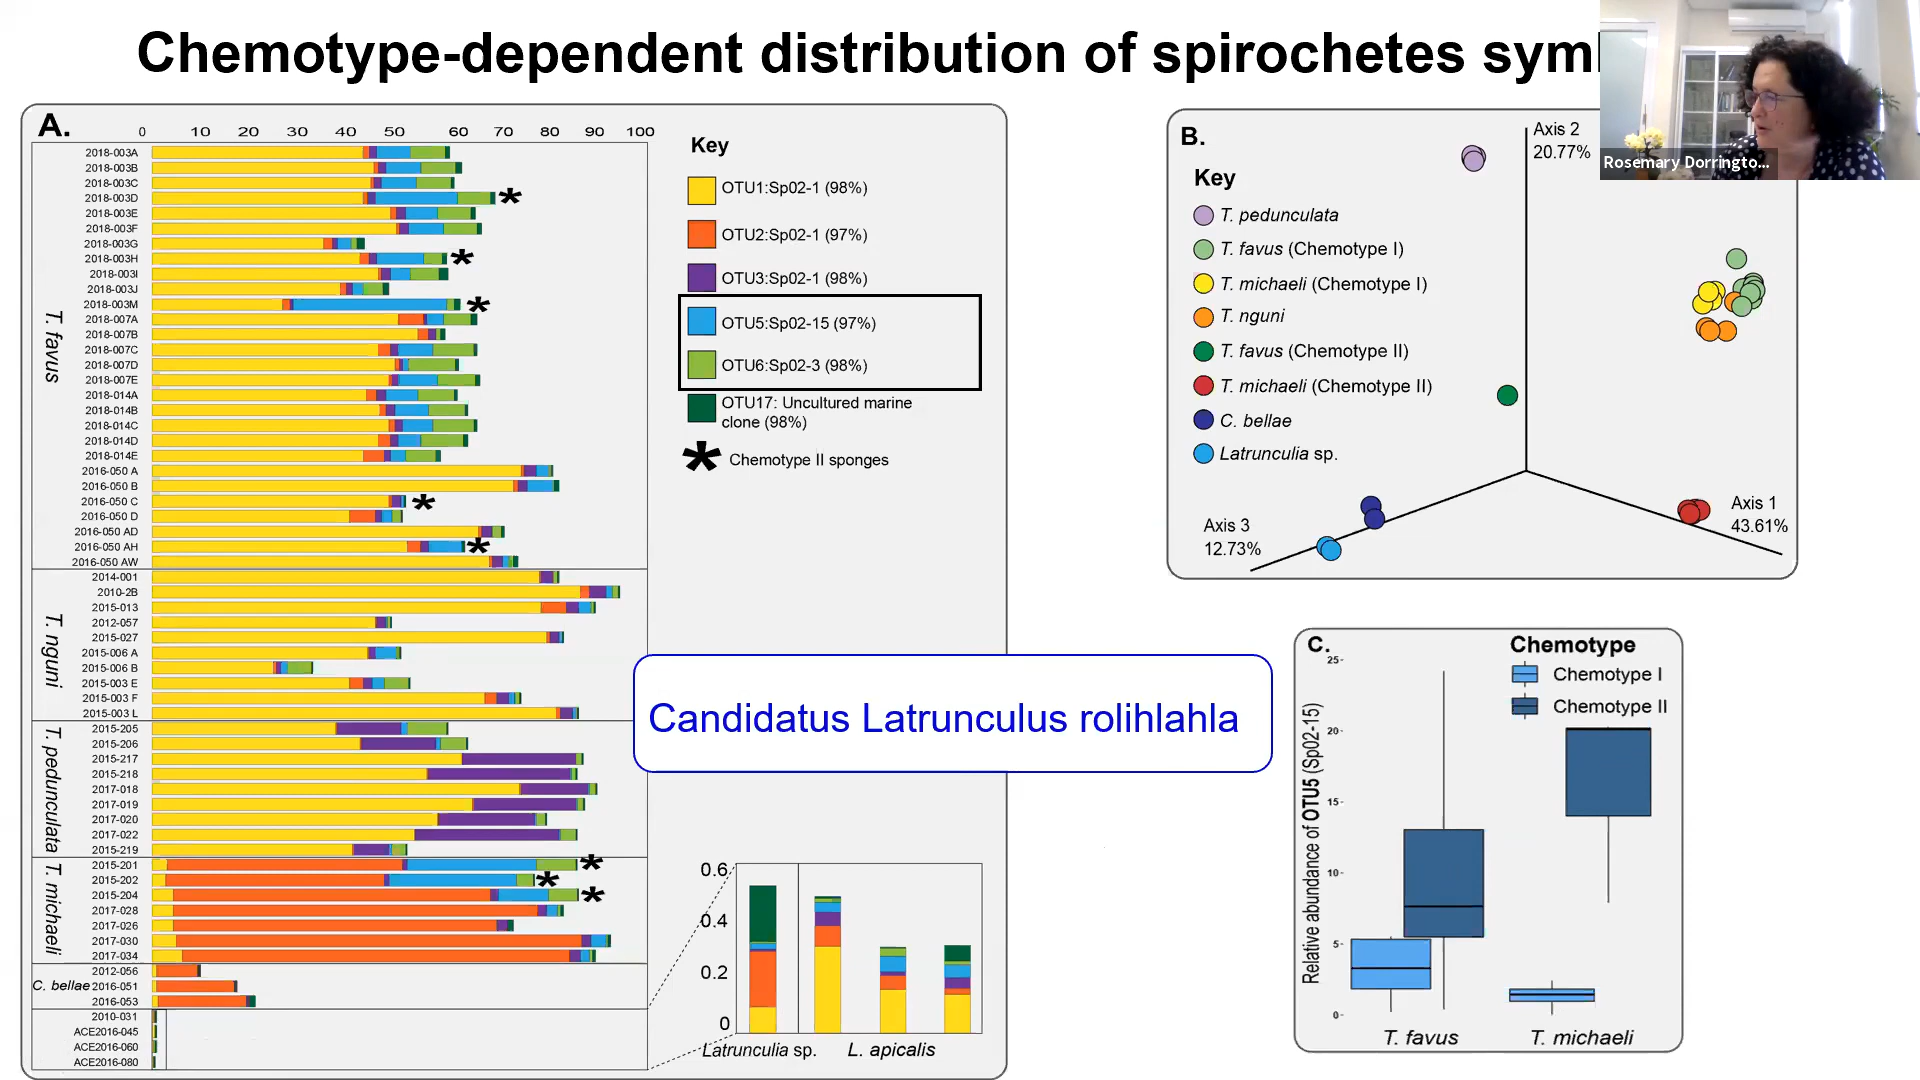 Chemotype-dependent distribution of spirochetes sym
Rosemary Dorringto...
A.
0 10 20 30 40 50 60 70 80 90 100
T. favus
2018-003A
2018-003B
2018-003C
2018-003D
2018-003E
2018-003F
2018-003G
2018-003H
2018-003I
2018-003J
2018-003M
2018-007A
2018-007B
2018-007C
2018-007D
2018-007E
2018-014A
2018-014B
2018-014C
2018-014D
2018-014E
2016-050 A
2016-050 B
2016-050 C
2016-050 D
2016-050 AD
2016-050 AH
2016-050 AW
T. nguni
2014-001
2010-2B
2015-013
2012-057
2015-027
2015-006 A
2015-006 B
2015-003 E
2015-003 F
2015-003 L
T. pedunculata
2015-205
2015-206
2015-217
2015-218
2017-018
2017-019
2017-020
2017-022
2015-219
T. michaeli
2015-201
2015-202
2015-204
2017-028
2017-026
2017-030
2017-034
C. bellae
2012-056
2016-051
2016-053
2010-031
ACE2016-045
ACE2016-060
ACE2016-080
Key
OTU1:Sp02-1 (98%)
OTU2:Sp02-1 (97%)
OTU3:Sp02-1 (98%)
OTU5:Sp02-15 (97%)
OTU6:Sp02-3 (98%)
OTU17: Uncultured marine
clone (98%)
* Chemotype II sponges
0.6
0.4
0.2
0
Latrunculia sp. L. apicalis
Candidatus Latrunculus rolihlahla
B.
Key
T. pedunculata
T. favus (Chemotype I)
T. michaeli (Chemotype I)
T. nguni
T. favus (Chemotype II)
T. michaeli (Chemotype II)
C. bellae
Latrunculia sp.
Axis 2
20.77%
Axis 1
43.61%
Axis 3
12.73%
C.
Chemotype
Chemotype I
Chemotype II
Relative abundance of OTU5 (Sp02-15)
25
20
15
10
5
0
T. favus T. michaeli